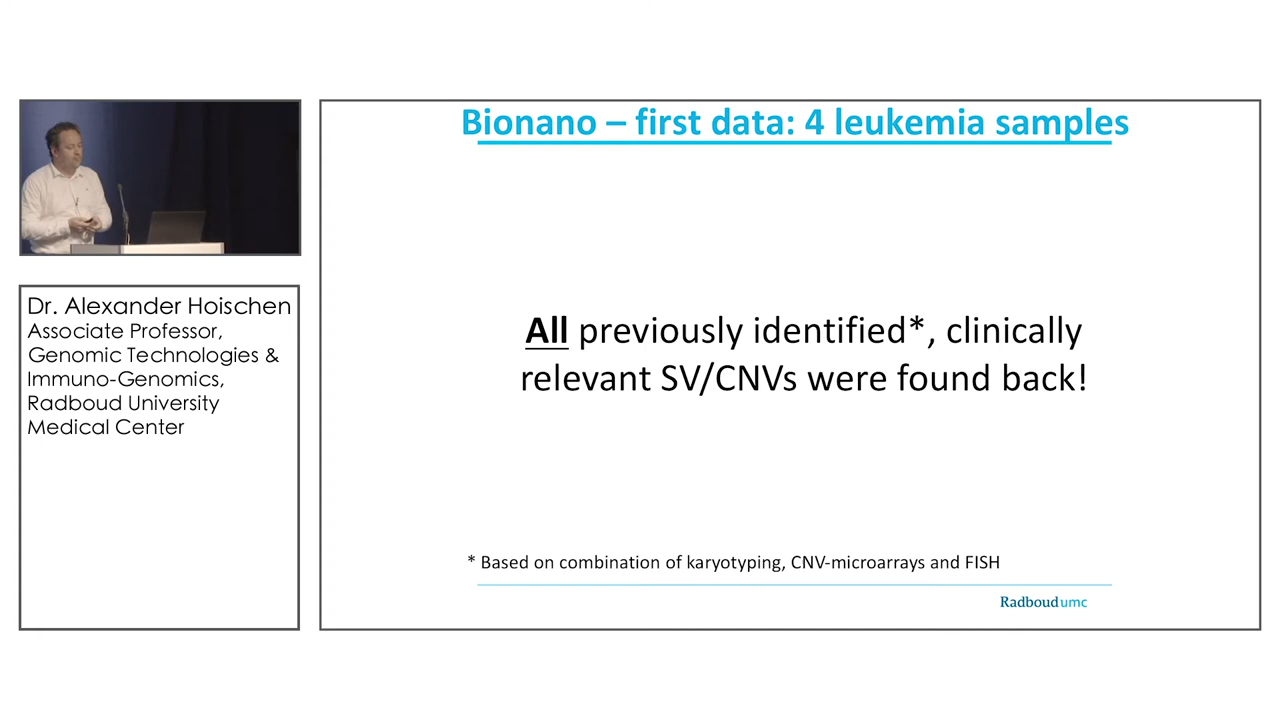 Bionano – first data: 4 leukemia samples
Dr. Alexander Hoischen
Associate Professor,
Genomic Technologies &
Immuno-Genomics,
Radboud University
Medical Center
All previously identified*, clinically
relevant SV/CNVs were found back!
* Based on combination of karyotyping, CNV-microarrays and FISH
Radboudumc